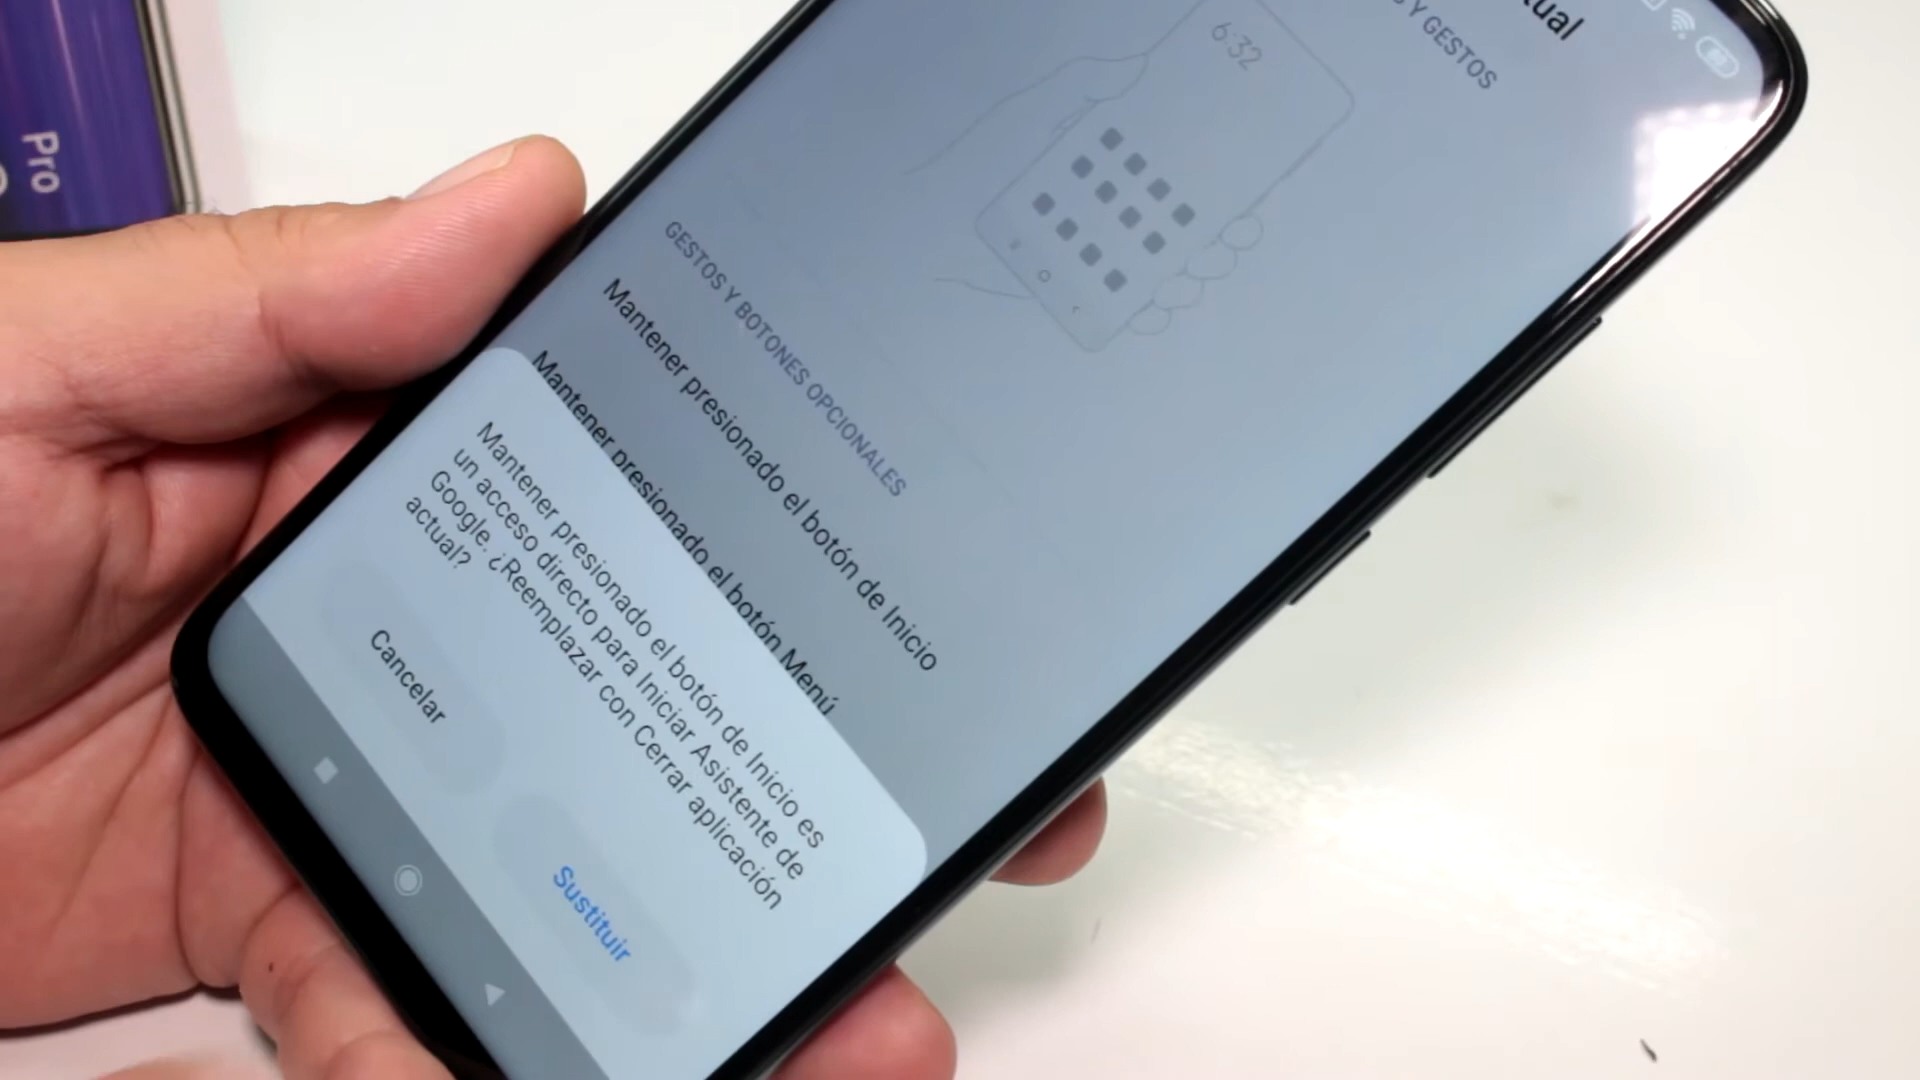 Pro
6:32
Y GESTOS
GESTOS Y BOTONES OPCIONALES
Mantener presionado el botón de Inicio
Mantener presionado el botón Menú
Mantener presionado el botón de Inicio es
un acceso directo para Iniciar Asistente de
Google. ¿Reemplazar con Cerrar aplicación
actual?
Cancelar
Sustituir